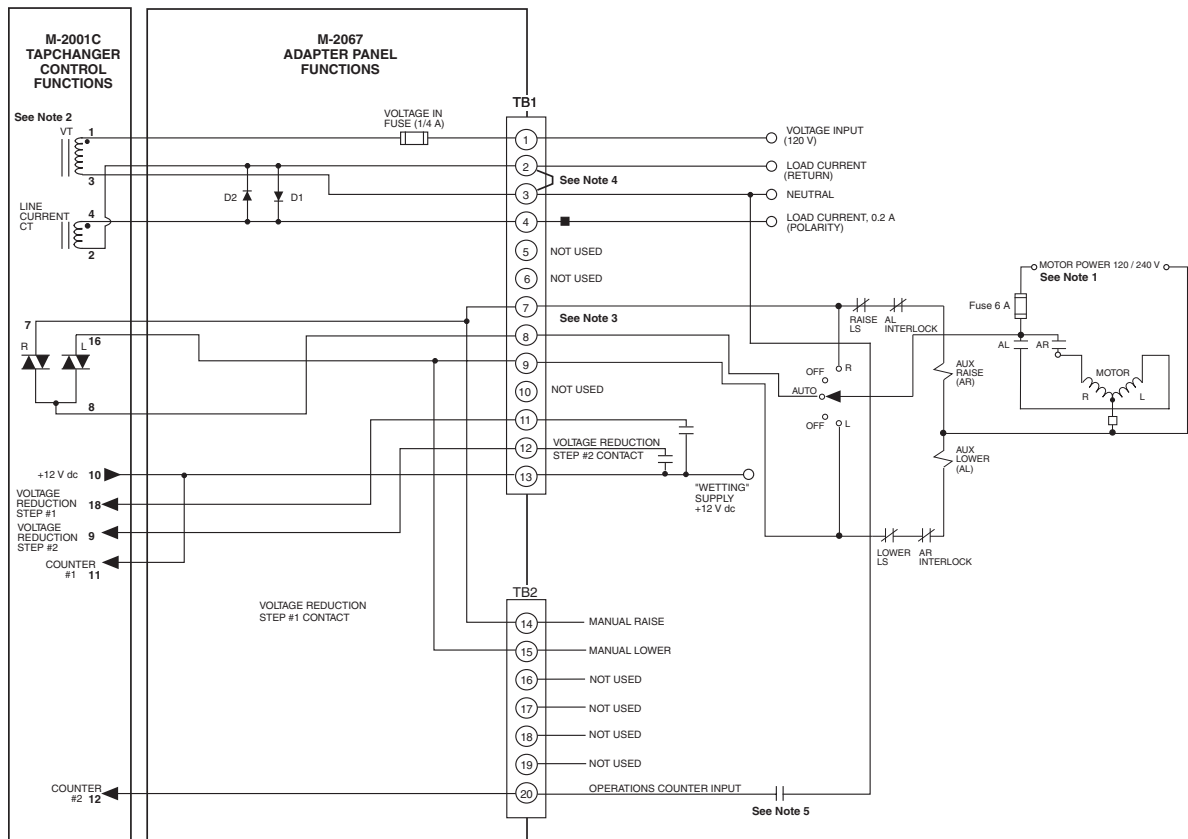 M-2001C
TAPCHANGER
CONTROL
FUNCTIONS
M-2067
ADAPTER PANEL
FUNCTIONS
TB1
See Note 2
VT
1
3
VOLTAGE IN
FUSE (1/4 A)
1
VOLTAGE INPUT
(120 V)
2
LOAD CURRENT
(RETURN)
See Note 4
3
NEUTRAL
D2
D1
LINE
CURRENT
CT
4
2
4
LOAD CURRENT, 0.2 A
(POLARITY)
5
NOT USED
6
NOT USED
7
See Note 3
8
9
10
NOT USED
11
12
VOLTAGE REDUCTION
STEP #2 CONTACT
13
"WETTING"
SUPPLY
+12 V dc
7
R
L
16
8
RAISE
LS
AL
INTERLOCK
OFF
R
AUTO
OFF
L
LOWER
LS
AR
INTERLOCK
AUX
RAISE
(AR)
AUX
LOWER
(AL)
MOTOR POWER 120 / 240 V
See Note 1
Fuse 6 A
AL
AR
MOTOR
R
L
+12 V dc 10
VOLTAGE
REDUCTION 18
STEP #1
VOLTAGE
REDUCTION 9
STEP #2
COUNTER
#1 11
VOLTAGE REDUCTION
STEP #1 CONTACT
TB2
14
MANUAL RAISE
15
MANUAL LOWER
16
NOT USED
17
NOT USED
18
NOT USED
19
NOT USED
20
OPERATIONS COUNTER INPUT
See Note 5
COUNTER
#2 12